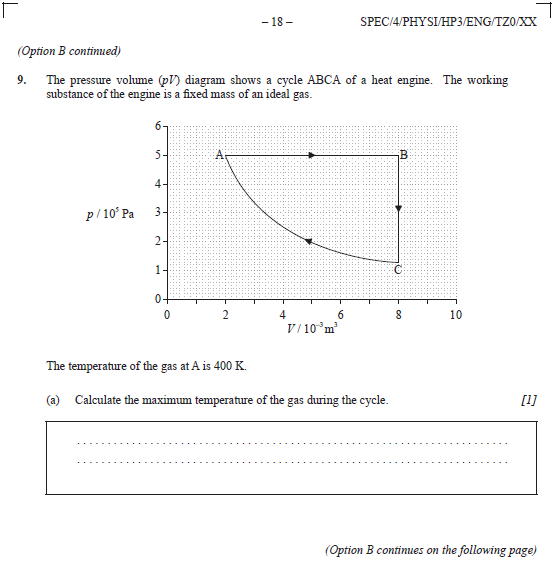 – 18 –
SPEC/4/PHYSI/HP3/ENG/TZ0/XX
(Option B continued)
9. The pressure volume (pV) diagram shows a cycle ABCA of a heat engine. The working
substance of the engine is a fixed mass of an ideal gas.
6
5
A
B
4
p / 10⁵ Pa
3
2
1
C
0
0 2 4 6 8 10
V / 10⁻³ m³
The temperature of the gas at A is 400 K.
(a) Calculate the maximum temperature of the gas during the cycle. [1]
(Option B continues on the following page)